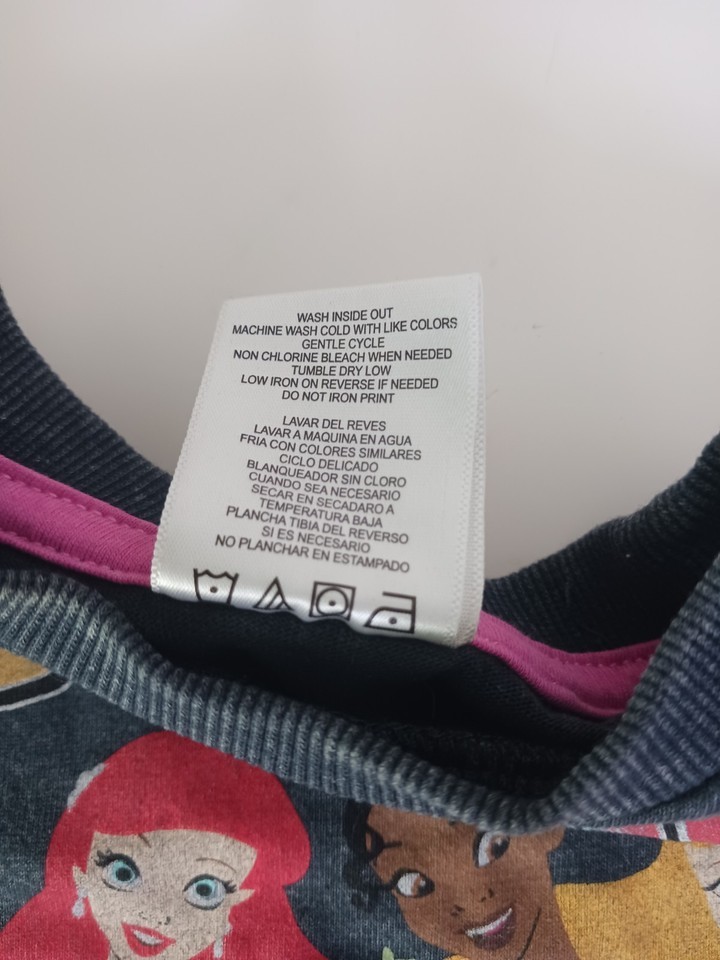 WASH INSIDE OUT
MACHINE WASH COLD WITH LIKE COLORS
GENTLE CYCLE
NON CHLORINE BLEACH WHEN NEEDED
TUMBLE DRY LOW
LOW IRON ON REVERSE IF NEEDED
DO NOT IRON PRINT
LAVAR DEL REVES
LAVAR A MAQUINA EN AGUA
FRIA CON COLORES SIMILARES
CICLO DELICADO
BLANQUEADOR SIN CLORO
CUANDO SEA NECESARIO
SECAR EN SECADARO A
TEMPERATURA BAJA
PLANCHA TIBIA DEL REVERSO
SI ES NECESARIO
NO PLANCHAR EN ESTAMPADO